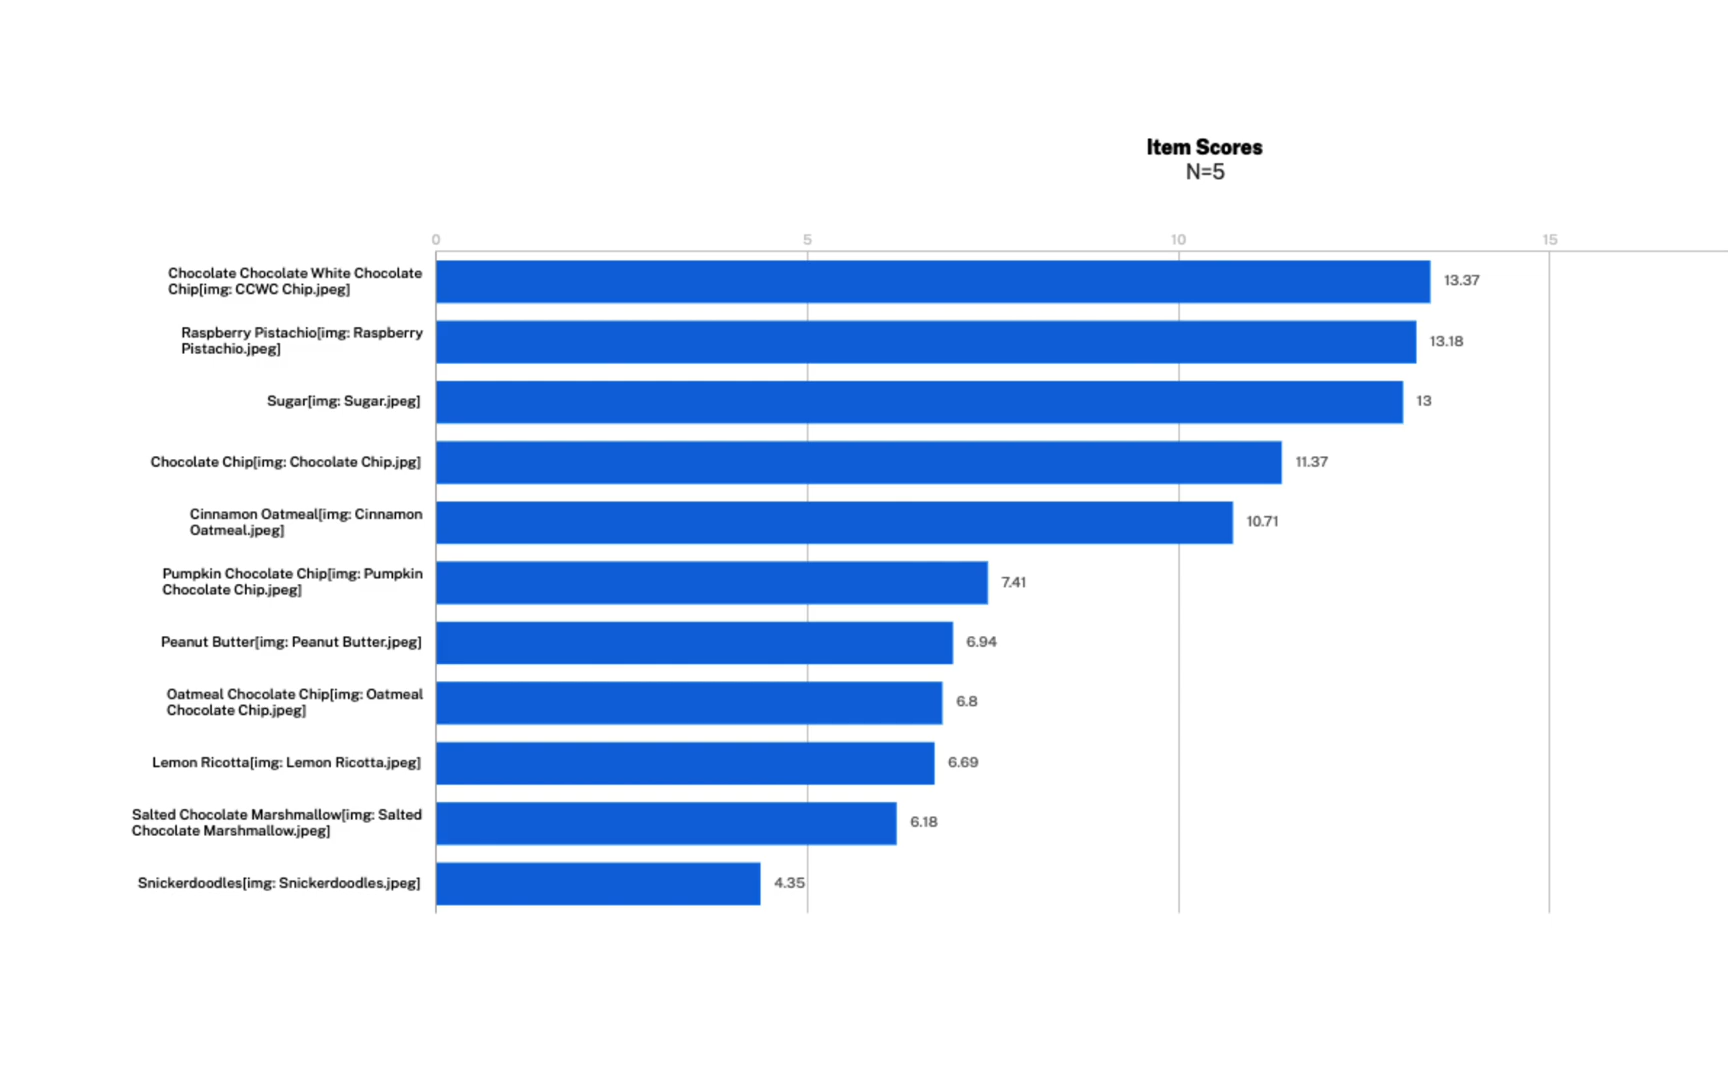 Item Scores
N=5
0 5 10 15
Chocolate Chocolate White Chocolate
Chip[img: CCWC Chip.jpeg]
13.37
Raspberry Pistachio[img: Raspberry
Pistachio.jpeg]
13.18
Sugar[img: Sugar.jpeg]
13
Chocolate Chip[img: Chocolate Chip.jpg]
11.37
Cinnamon Oatmeal[img: Cinnamon
Oatmeal.jpeg]
10.71
Pumpkin Chocolate Chip[img: Pumpkin
Chocolate Chip.jpeg]
7.41
Peanut Butter[img: Peanut Butter.jpeg]
6.94
Oatmeal Chocolate Chip[img: Oatmeal
Chocolate Chip.jpeg]
6.8
Lemon Ricotta[img: Lemon Ricotta.jpeg]
6.69
Salted Chocolate Marshmallow[img: Salted
Chocolate Marshmallow.jpeg]
6.18
Snickerdoodles[img: Snickerdoodles.jpeg]
4.35